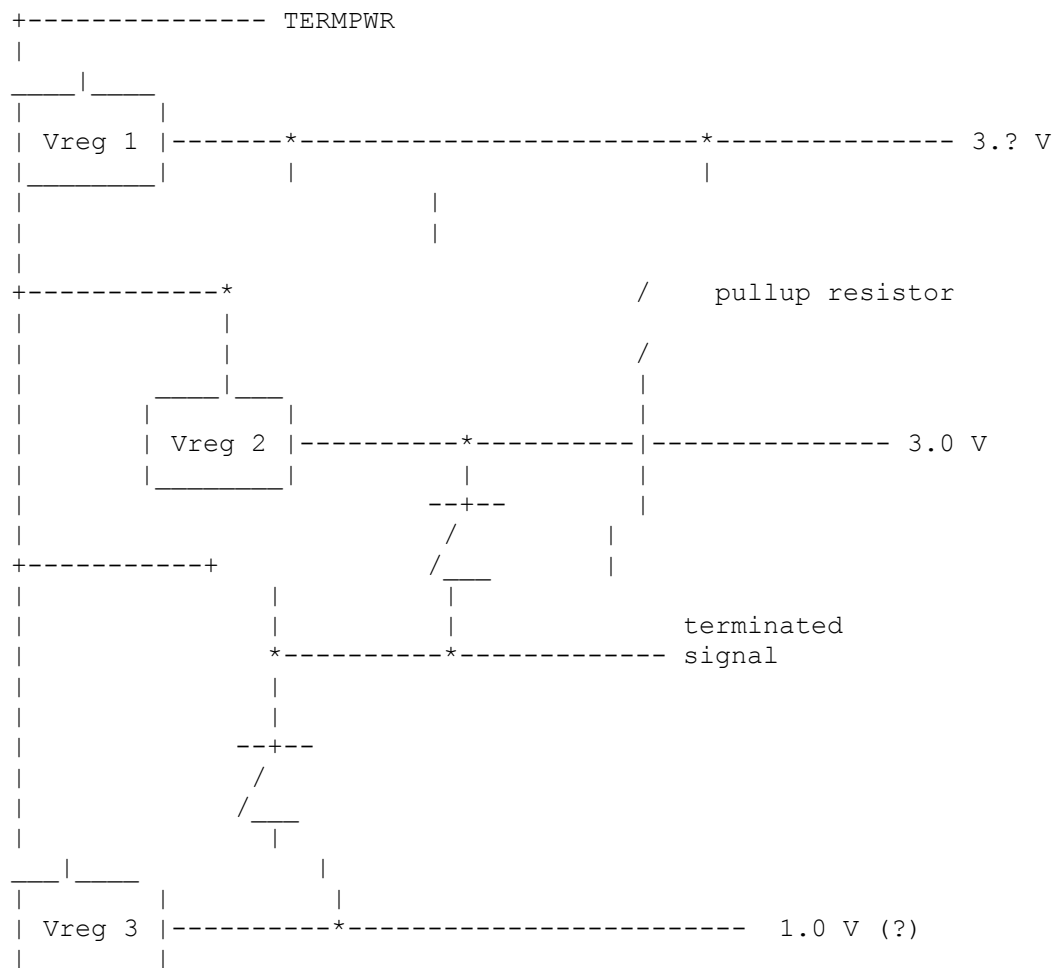 TERMPWR
Vreg 1
3.? V
pullup resistor
Vreg 2
3.0 V
terminated
signal
Vreg 3
1.0 V (?)